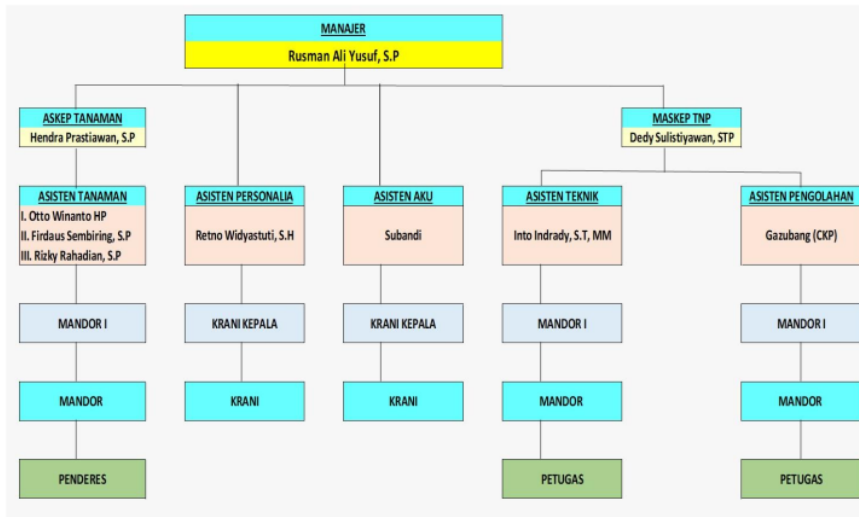 MANAJER
Rusman Ali Yusuf, S.P
ASKEP TANAMAN
Hendra Prastiawan, S.P
MASKEP TNP
Dedy Sulistiyawan, STP
ASISTEN TANAMAN
I. Otto Winanto HP
II. Firdaus Sembiring, S.P
III. Rizky Rahadian, S.P
ASISTEN PERSONALIA
Retno Widyastuti, S.H
ASISTEN AKU
Subandi
ASISTEN TEKNIK
Into Indrady, S.T, MM
ASISTEN PENGOLAHAN
Gazubang (CKP)
MANDOR I
KRANI KEPALA
KRANI KEPALA
MANDOR I
MANDOR I
MANDOR
KRANI
KRANI
MANDOR
MANDOR
PENDERES
PETUGAS
PETUGAS